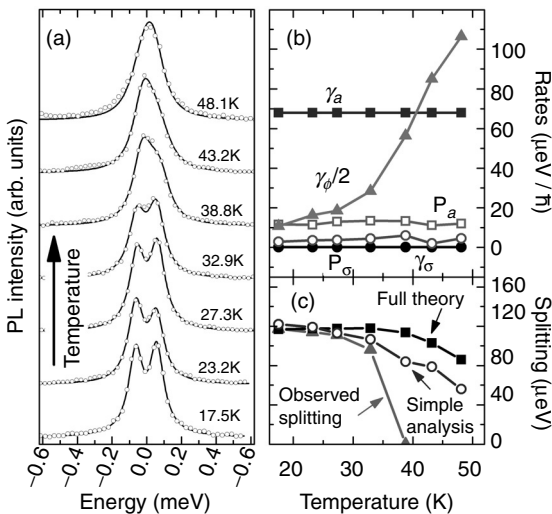 (a)
48.1K
43.2K
38.8K
32.9K
27.3K
23.2K
17.5K
PL intensity (arb. units)
Temperature
−0.6
−0.4
−0.2
0.0
0.2
0.4
0.6
Energy (meV)
(b)
γa
γϕ/2
Pa
Pσ
γσ
100
80
60
40
20
0
Rates (μeV / ħ)
(c)
Full theory
Observed splitting
Simple analysis
160
120
80
40
0
Splitting (μeV)
20
30
40
50
Temperature (K)